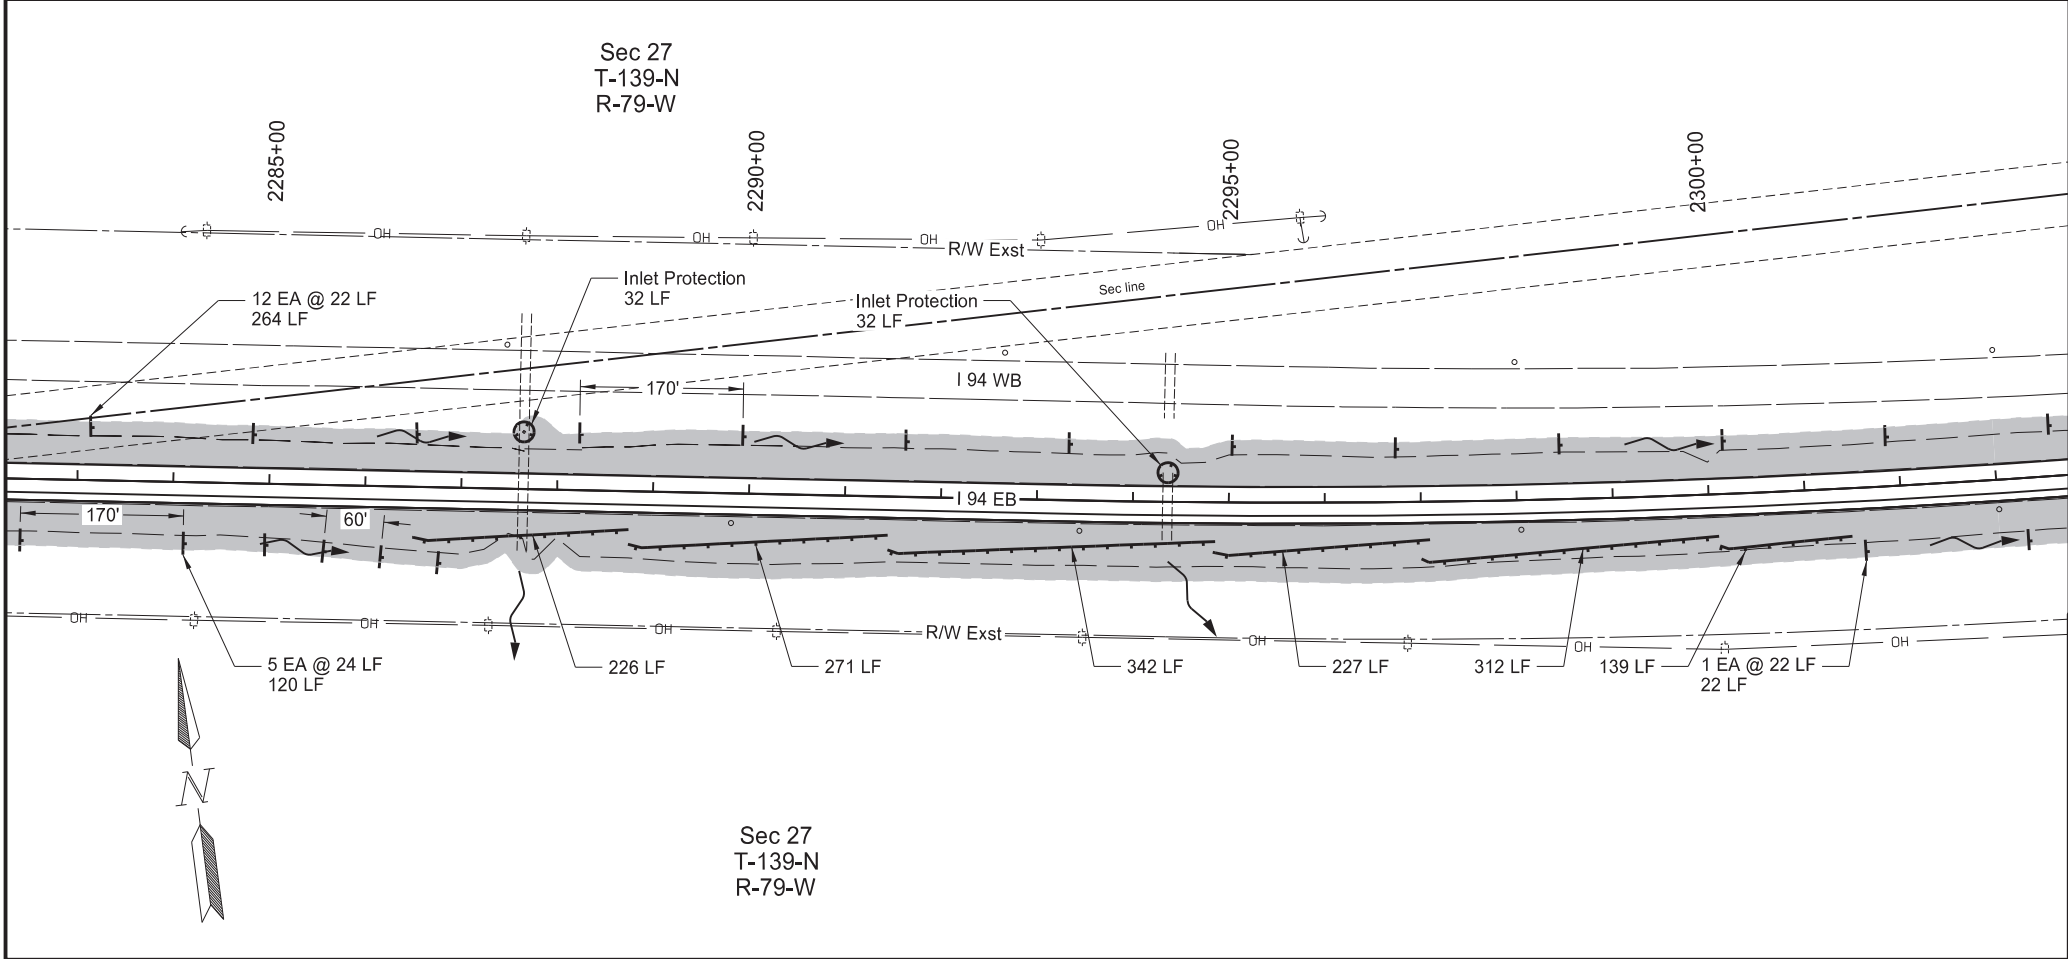 Sec 27
T-139-N
R-79-W
2285+00
2290+00
2295+00
2300+00
OH
OH
OH
OH
R/W Exst
Inlet Protection
32 LF
Inlet Protection
32 LF
Sec line
12 EA @ 22 LF
264 LF
I 94 WB
170'
I 94 EB
170'
60'
OH
OH
OH
R/W Exst
OH
OH
OH
5 EA @ 24 LF
120 LF
226 LF
271 LF
342 LF
227 LF
312 LF
139 LF
1 EA @ 22 LF
22 LF
N
Sec 27
T-139-N
R-79-W